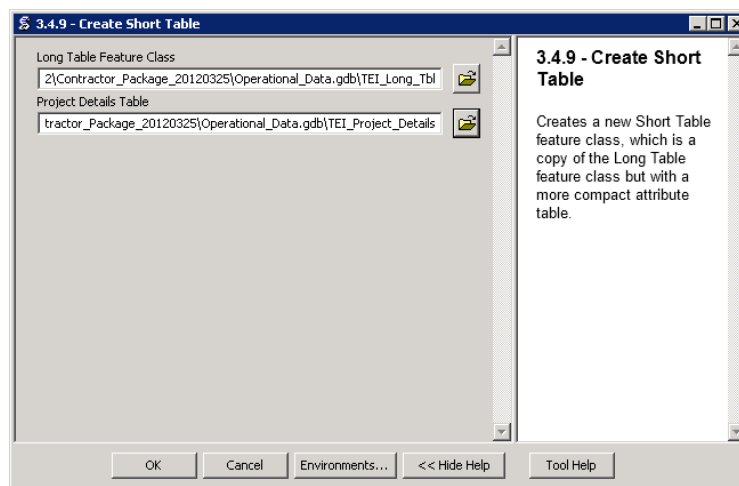 3.4.9 - Create Short Table
Long Table Feature Class
2\Contractor_Package_20120325\Operational_Data.gdb\TEI_Long_Tbl
Project Details Table
tractor_Package_20120325\Operational_Data.gdb\TEI_Project_Details
3.4.9 - Create Short
Table
Creates a new Short Table
feature class, which is a
copy of the Long Table
feature class but with a
more compact attribute
table.
OK
Cancel
Environments...
<< Hide Help
Tool Help